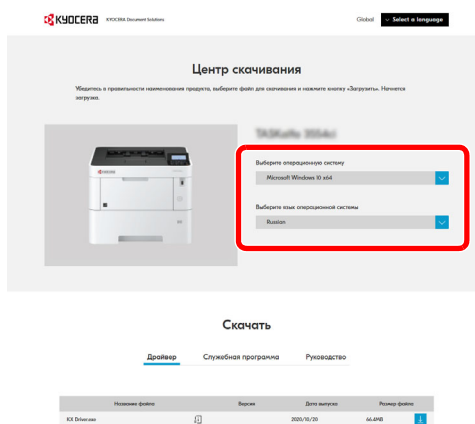 KYOCERA KYOCERA Document Solutions Global Select a language
Центр скачивания
Убедитесь в правильности наименования продукта, выберите файл для скачивания и нажмите кнопку «Загрузить». Начнется
загрузка.
TASKalfa 3554ci
Выберите операционную систему
Microsoft Windows 10 x64
Выберите язык операционной системы
Russian
Скачать
Драйвер Служебная программа Руководство
Название файла Версия Дата выпуска Размер файла
KX Driver.exe 2020/10/20 66.4MB